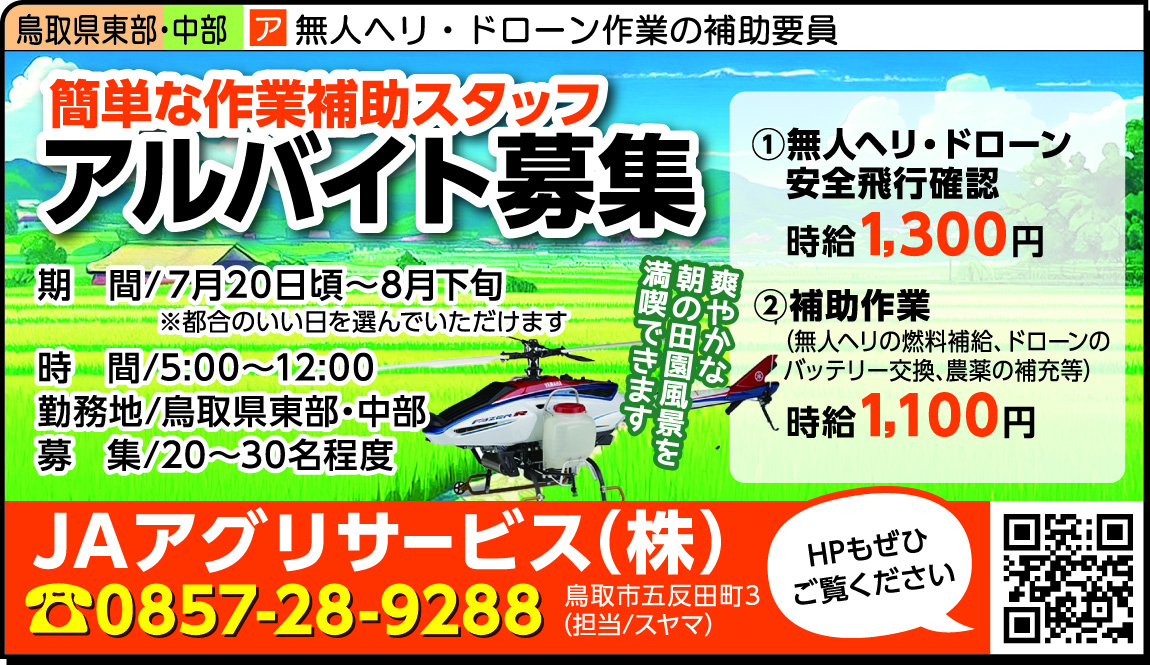 鳥取県東部・中部 ア 無人ヘリ・ドローン作業の補助要員
簡単な作業補助スタッフ
アルバイト募集
期　間/7月20日頃～8月下旬
※都合のいい日を選んでいただけます
時　間/5:00～12:00
勤務地/鳥取県東部・中部
募　集/20～30名程度
爽やかな
朝の田園風景を
満喫できます
YAMAHA
FAZER R
①無人ヘリ・ドローン
安全飛行確認
時給1,300円
②補助作業
(無人ヘリの燃料補給、ドローンの
バッテリー交換、農薬の補充等)
時給1,100円
JAアグリサービス(株)
☎0857-28-9288
鳥取市五反田町3
(担当/スヤマ)
HPもぜひ
ご覧ください